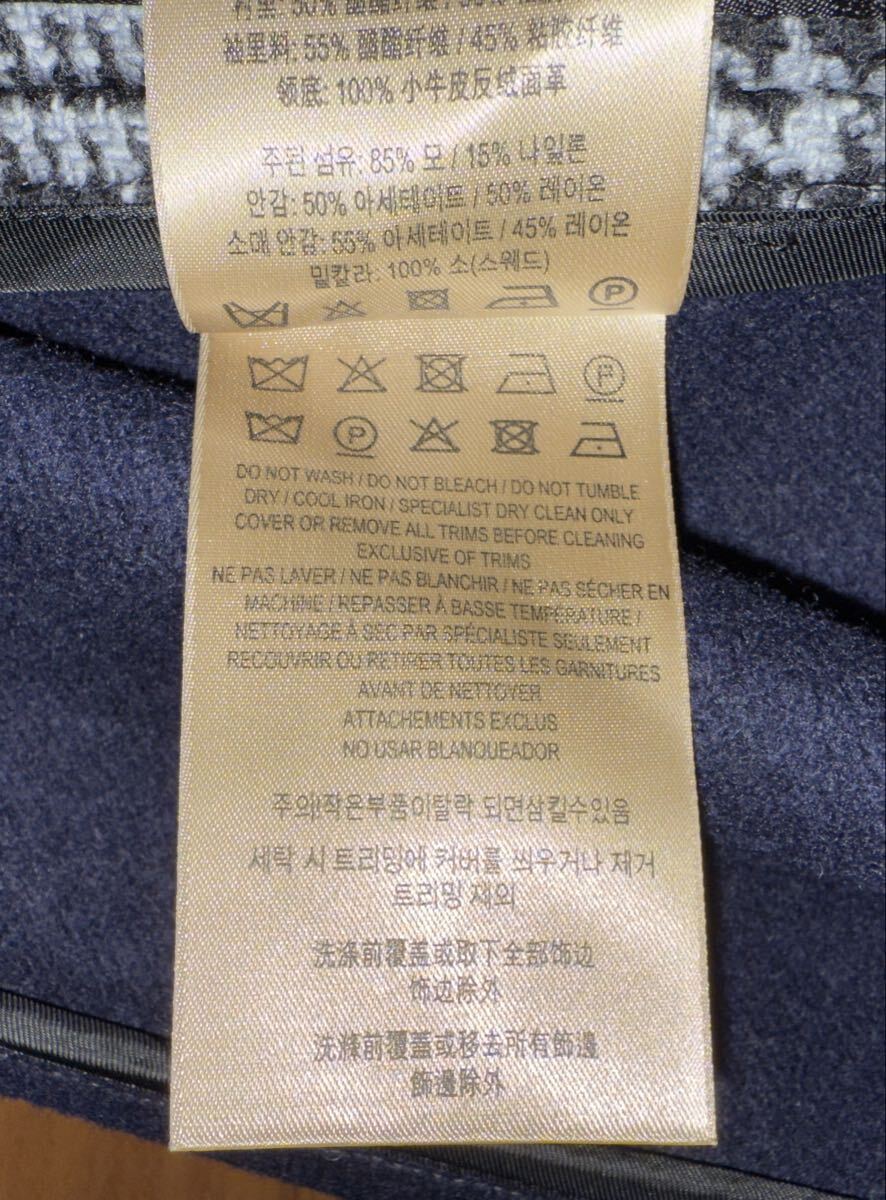 袖里料: 55% 醋酯纤维 / 45% 粘胶纤维
领底: 100% 小牛皮反绒面革
주된 섬유: 85% 모 / 15% 나일론
안감: 50% 아세테이트 / 50% 레이온
소매 안감: 55% 아세테이트 / 45% 레이온
밑칼라: 100% 소(스웨드)
DO NOT WASH / DO NOT BLEACH / DO NOT TUMBLE
DRY / COOL IRON / SPECIALIST DRY CLEAN ONLY
COVER OR REMOVE ALL TRIMS BEFORE CLEANING
EXCLUSIVE OF TRIMS
NE PAS LAVER / NE PAS BLANCHIR / NE PAS SÉCHER EN
MACHINE / REPASSER À BASSE TEMPÉRATURE /
NETTOYAGE À SEC PAR SPÉCIALISTE SEULEMENT
RECOUVRIR OU RETIRER TOUTES LES GARNITURES
AVANT DE NETTOYER
ATTACHEMENTS EXCLUS
NO USAR BLANQUEADOR
주의!작은부품이탈락 되면삼킬수있음
세탁 시 트리밍에 커버를 씌우거나 제거
트리밍 제외
洗涤前覆盖或取下全部饰边
饰边除外
洗滌前覆蓋或移去所有飾邊
飾邊除外